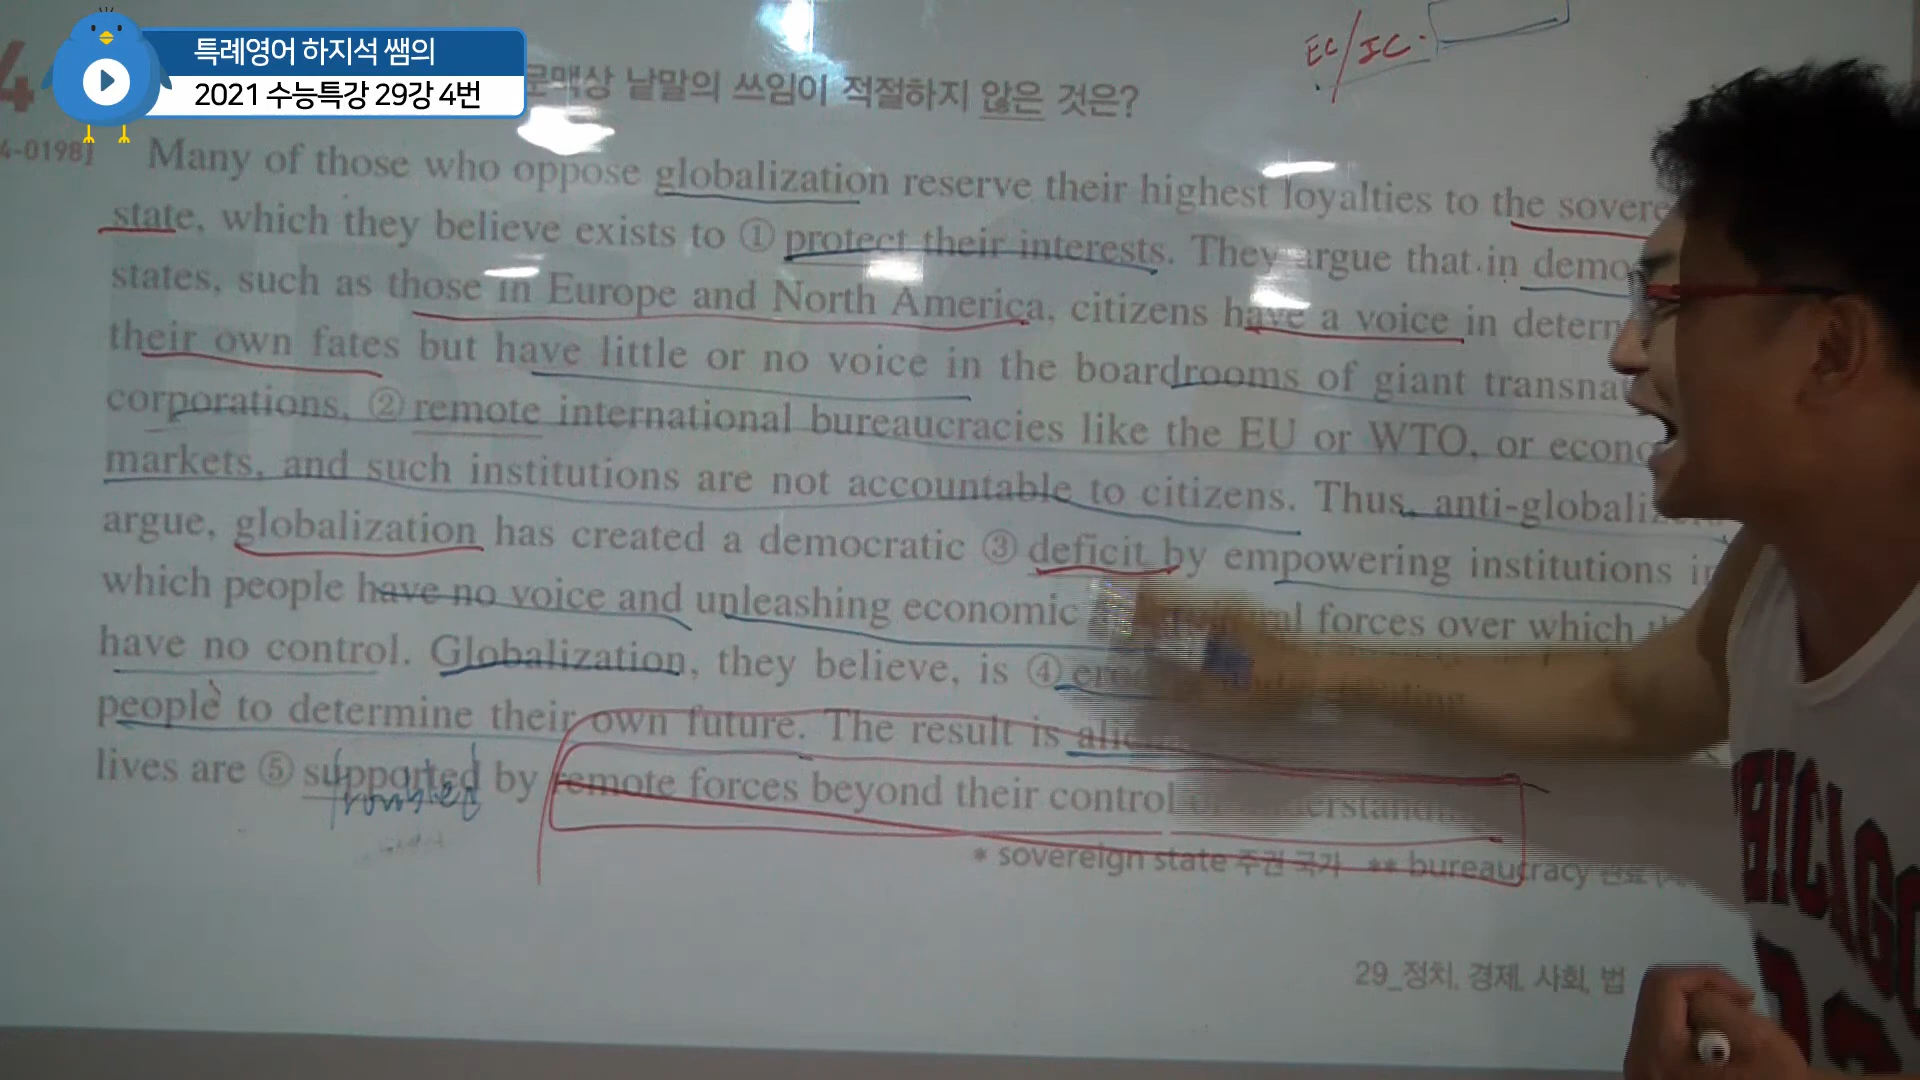 특례영어 하지석 쌤의
2021 수능특강 29강 4번
EC/IC.
4
문맥상 낱말의 쓰임이 적절하지 않은 것은?
4-0198]
Many of those who oppose globalization reserve their highest loyalties to the
state, which they believe exists to ① protect their interests. They argue that in
states, such as those in Europe and North America, citizens have a voice in
their own fates but have little or no voice in the boardrooms of giant
corporations, ② remote international bureaucracies like the EU or WTO, or
markets, and such institutions are not accountable to citizens. Thus, anti-
argue, globalization has created a democratic ③ deficit by empowering institutions in
which people have no voice and unleashing economic forces over which
have no control. Globalization, they believe, is ④
people to determine their own future. The result is
lives are ⑤ supported by remote forces beyond their control
* sovereign state 주권 국가 ** bureaucracy
29_정치, 경제, 사회, 법
CHICAGO